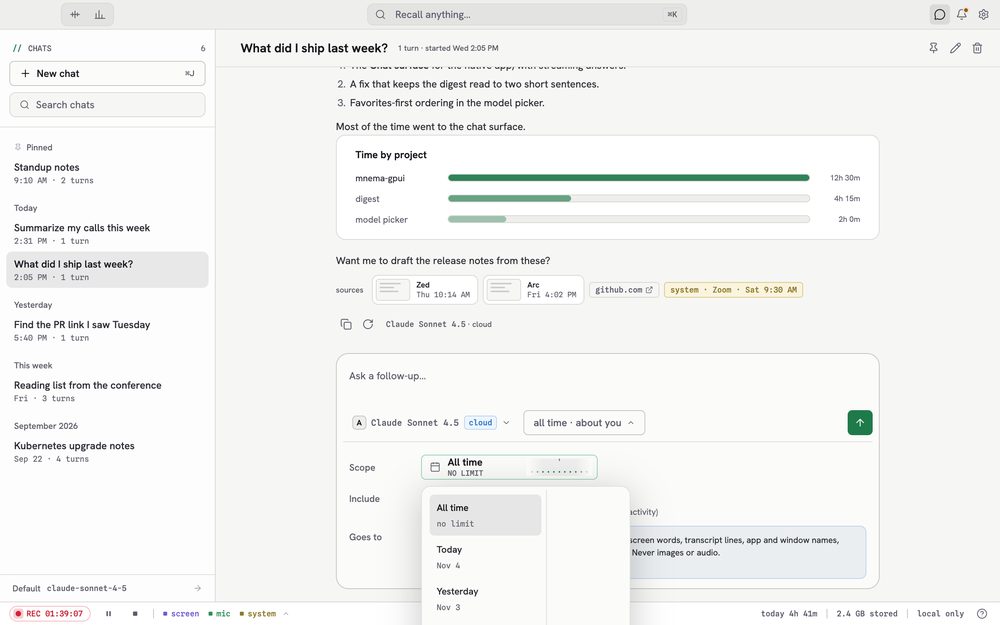 Recall anything...
⌘K
// CHATS 6
New chat ⌘J
Search chats
Pinned
Standup notes
9:10 AM · 2 turns
Today
Summarize my calls this week
2:31 PM · 1 turn
What did I ship last week?
2:05 PM · 1 turn
Yesterday
Find the PR link I saw Tuesday
5:40 PM · 1 turn
This week
Reading list from the conference
Fri · 3 turns
September 2026
Kubernetes upgrade notes
Sep 22 · 4 turns
Default claude-sonnet-4-5
What did I ship last week? 1 turn · started Wed 2:05 PM
2. A fix that keeps the digest read to two short sentences.
3. Favorites-first ordering in the model picker.
Most of the time went to the chat surface.
Time by project
mnema-gpui 12h 30m
digest 4h 15m
model picker 2h 0m
Want me to draft the release notes from these?
sources
Zed
Thu 10:14 AM
Arc
Fri 4:02 PM
github.com
system · Zoom · Sat 9:30 AM
Claude Sonnet 4.5 · cloud
Ask a follow-up...
A Claude Sonnet 4.5 cloud
all time · about you
Scope
All time
NO LIMIT
Include
activity)
Goes to
screen words, transcript lines, app and window names,
Never images or audio.
All time
no limit
Today
Nov 4
Yesterday
Nov 3
REC 01:39:07
screen mic system
today 4h 41m
2.4 GB stored
local only